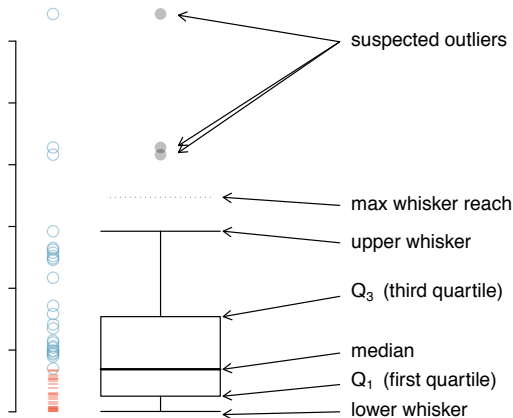 suspected outliers
max whisker reach
upper whisker
Q3 (third quartile)
median
Q1 (first quartile)
lower whisker